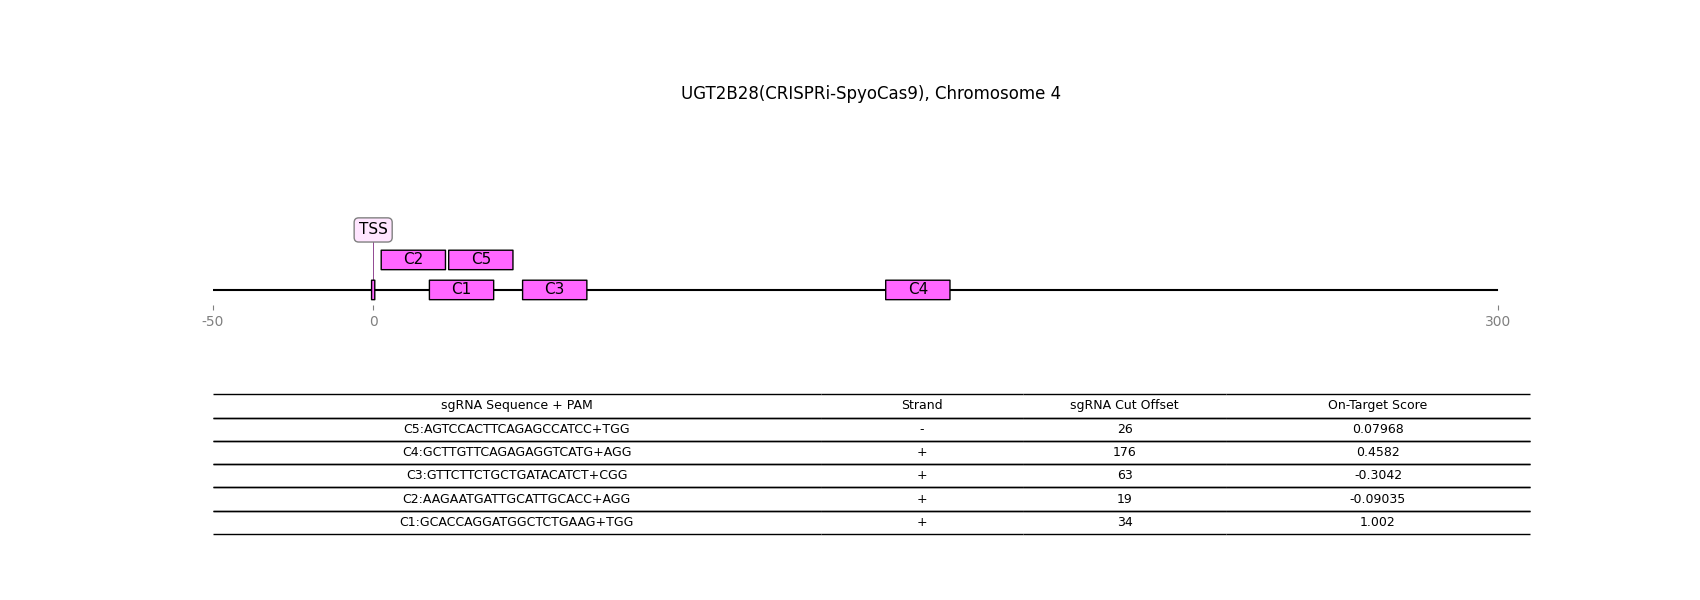 UGT2B28(CRISPRi-SpyoCas9), Chromosome 4
TSS
C2 C5
C1 C3 C4
-50 0 300
sgRNA Sequence + PAM Strand sgRNA Cut Offset On-Target Score
C5:AGTCCACTTCAGAGCCATCC+TGG - 26 0.07968
C4:GCTTGTTCAGAGAGGTCATG+AGG + 176 0.4582
C3:GTTCTTCTGCTGATACATCT+CGG + 63 -0.3042
C2:AAGAATGATTGCATTGCACC+AGG + 19 -0.09035
C1:GCACCAGGATGGCTCTGAAG+TGG + 34 1.002